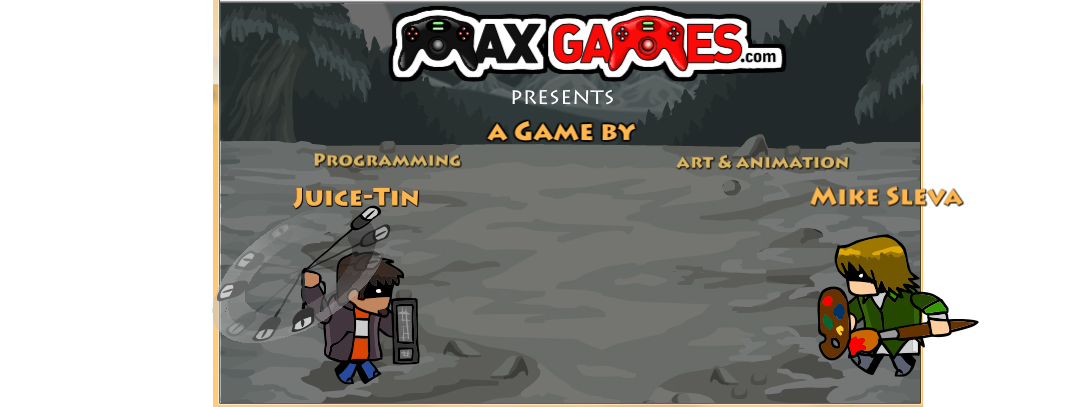 MAX GAMES.com
PRESENTS
A GAME BY
PROGRAMMING
ART & ANIMATION
JUICE-TIN
MIKE SLEVA